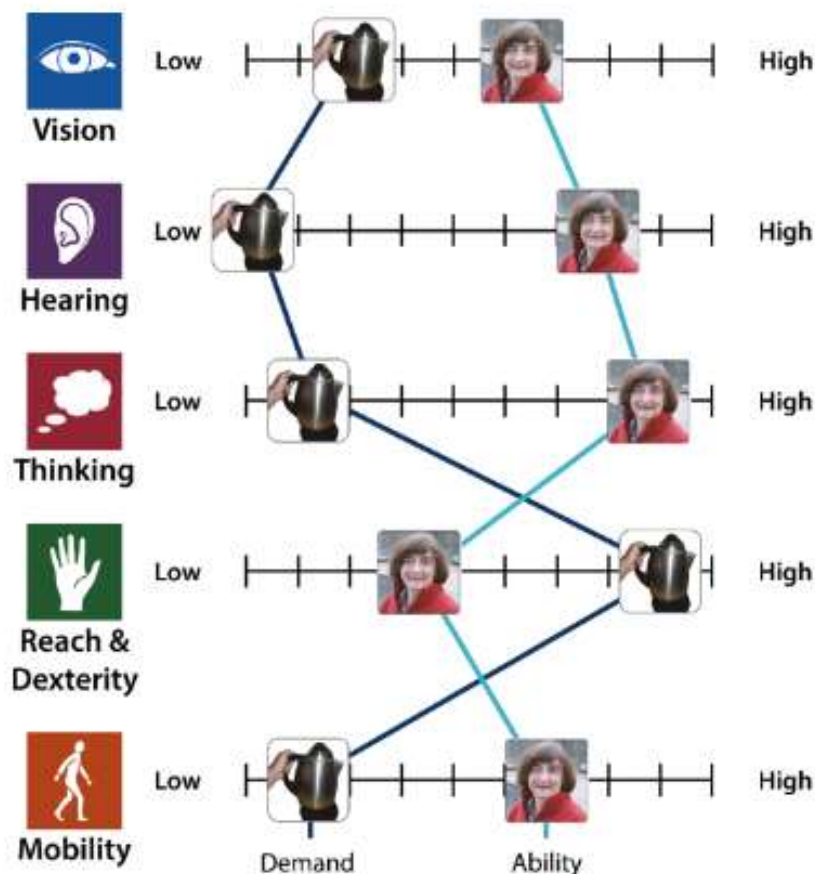 Low High
Vision
Low High
Hearing
Low High
Thinking
Low High
Reach &
Dexterity
Low High
Mobility
Demand Ability